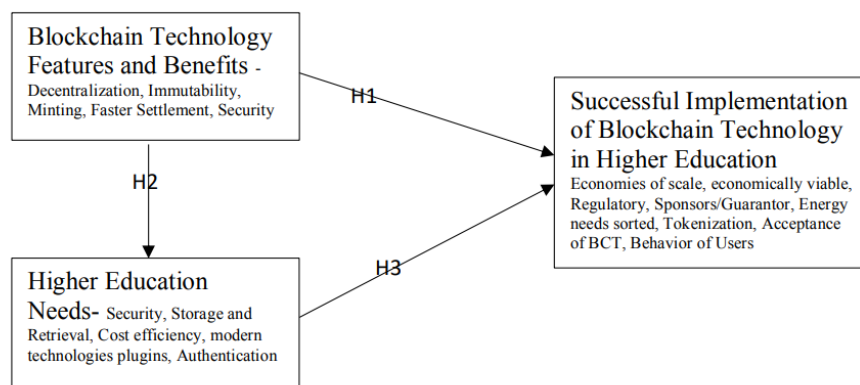 Blockchain Technology
Features and Benefits -
Decentralization, Immutability,
Minting, Faster Settlement, Security
H1
Successful Implementation
of Blockchain Technology
in Higher Education
Economies of scale, economically viable,
Regulatory, Sponsors/Guarantor, Energy
needs sorted, Tokenization, Acceptance
of BCT, Behavior of Users
H2
Higher Education
Needs- Security, Storage and
Retrieval, Cost efficiency, modern
technologies plugins, Authentication
H3